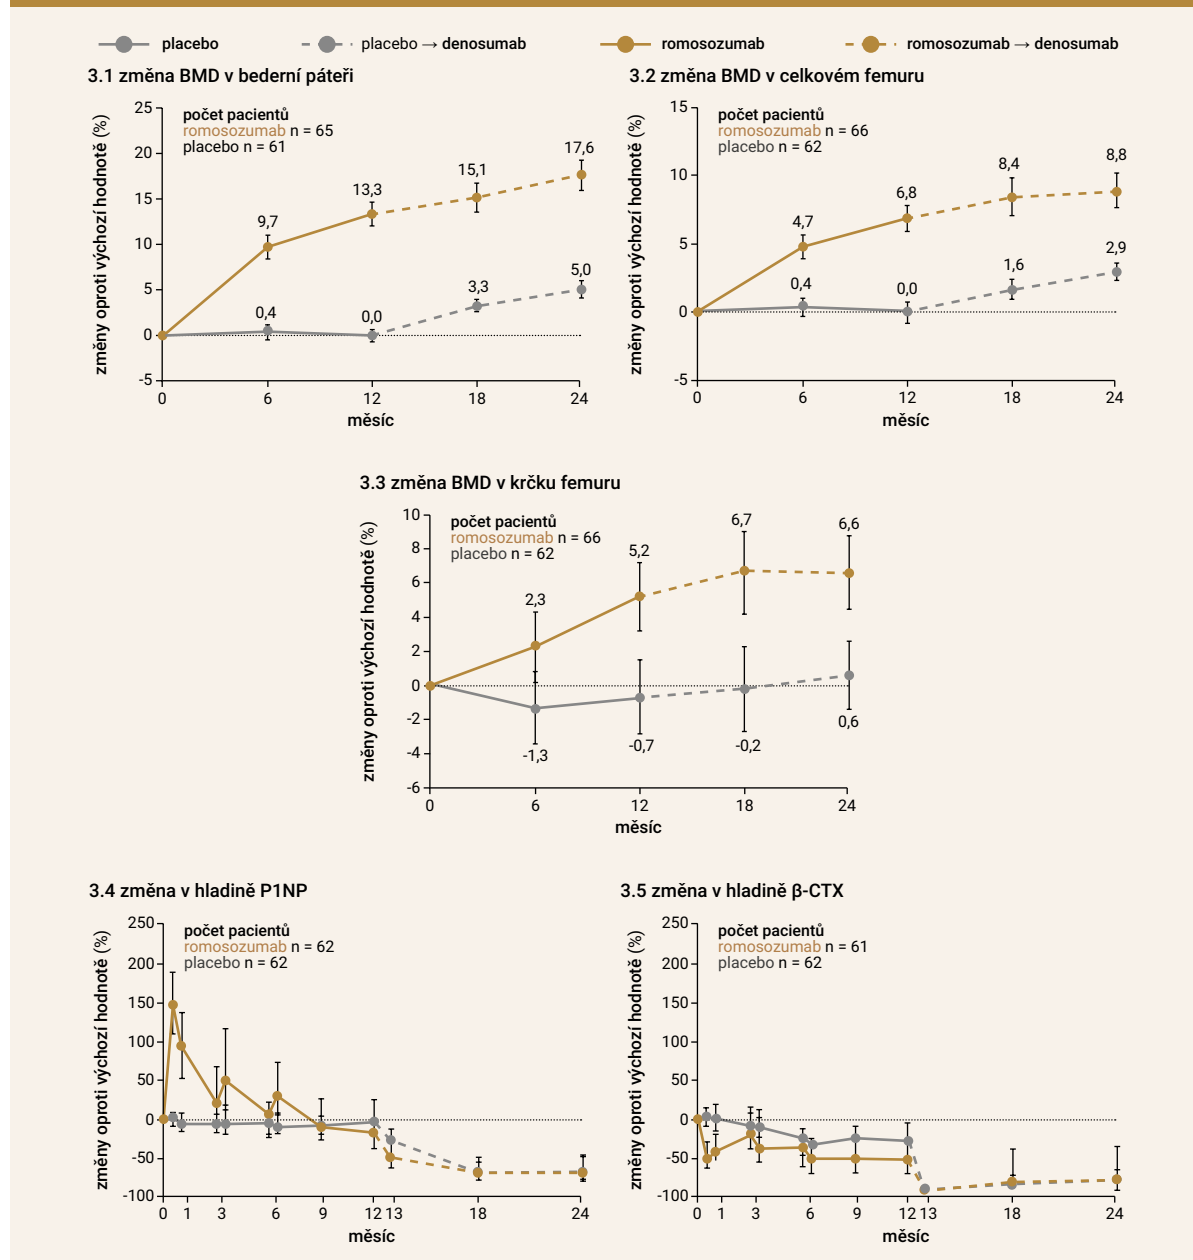 placebo
placebo → denosumab
romosozumab
romosozumab → denosumab
3.1 změna BMD v bederní páteři
změny oproti výchozí hodnotě (%)
počet pacientů
romosozumab n = 65
placebo n = 61
25
20
15
10
5
0
-5
9,7
13,3
15,1
17,6
0,4
0,0
3,3
5,0
0 6 12 18 24
měsíc
3.2 změna BMD v celkovém femuru
změny oproti výchozí hodnotě (%)
počet pacientů
romosozumab n = 66
placebo n = 62
15
10
5
0
-5
4,7
6,8
8,4
8,8
0,4
0,0
1,6
2,9
0 6 12 18 24
měsíc
3.3 změna BMD v krčku femuru
změny oproti výchozí hodnotě (%)
počet pacientů
romosozumab n = 66
placebo n = 62
10
8
6
4
2
0
-2
-4
-6
2,3
5,2
6,7
6,6
-1,3
-0,7
-0,2
0,6
0 6 12 18 24
měsíc
3.4 změna v hladině P1NP
změny oproti výchozí hodnotě (%)
počet pacientů
romosozumab n = 62
placebo n = 62
250
200
150
100
50
0
-50
-100
0 1 3 6 9 12 13 18 24
měsíc
3.5 změna v hladině β-CTX
změny oproti výchozí hodnotě (%)
počet pacientů
romosozumab n = 61
placebo n = 62
250
200
150
100
50
0
-50
-100
0 1 3 6 9 12 13 18 24
měsíc